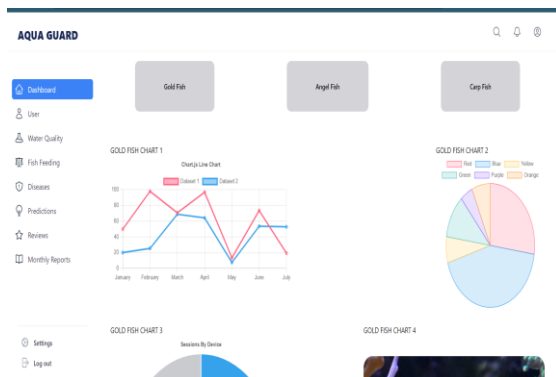 AQUA GUARD
Dashboard
User
Water Quality
Fish Feeding
Diseases
Predictions
Reviews
Monthly Reports
Settings
Log out
Gold Fish
Angel Fish
Carp Fish
GOLD FISH CHART 1
Chart.js Line Chart
Dataset 1 Dataset 2
100
80
60
40
20
0
January February March April May June July
GOLD FISH CHART 2
Red Blue Yellow
Green Purple Orange
GOLD FISH CHART 3
Sessions By Device
GOLD FISH CHART 4